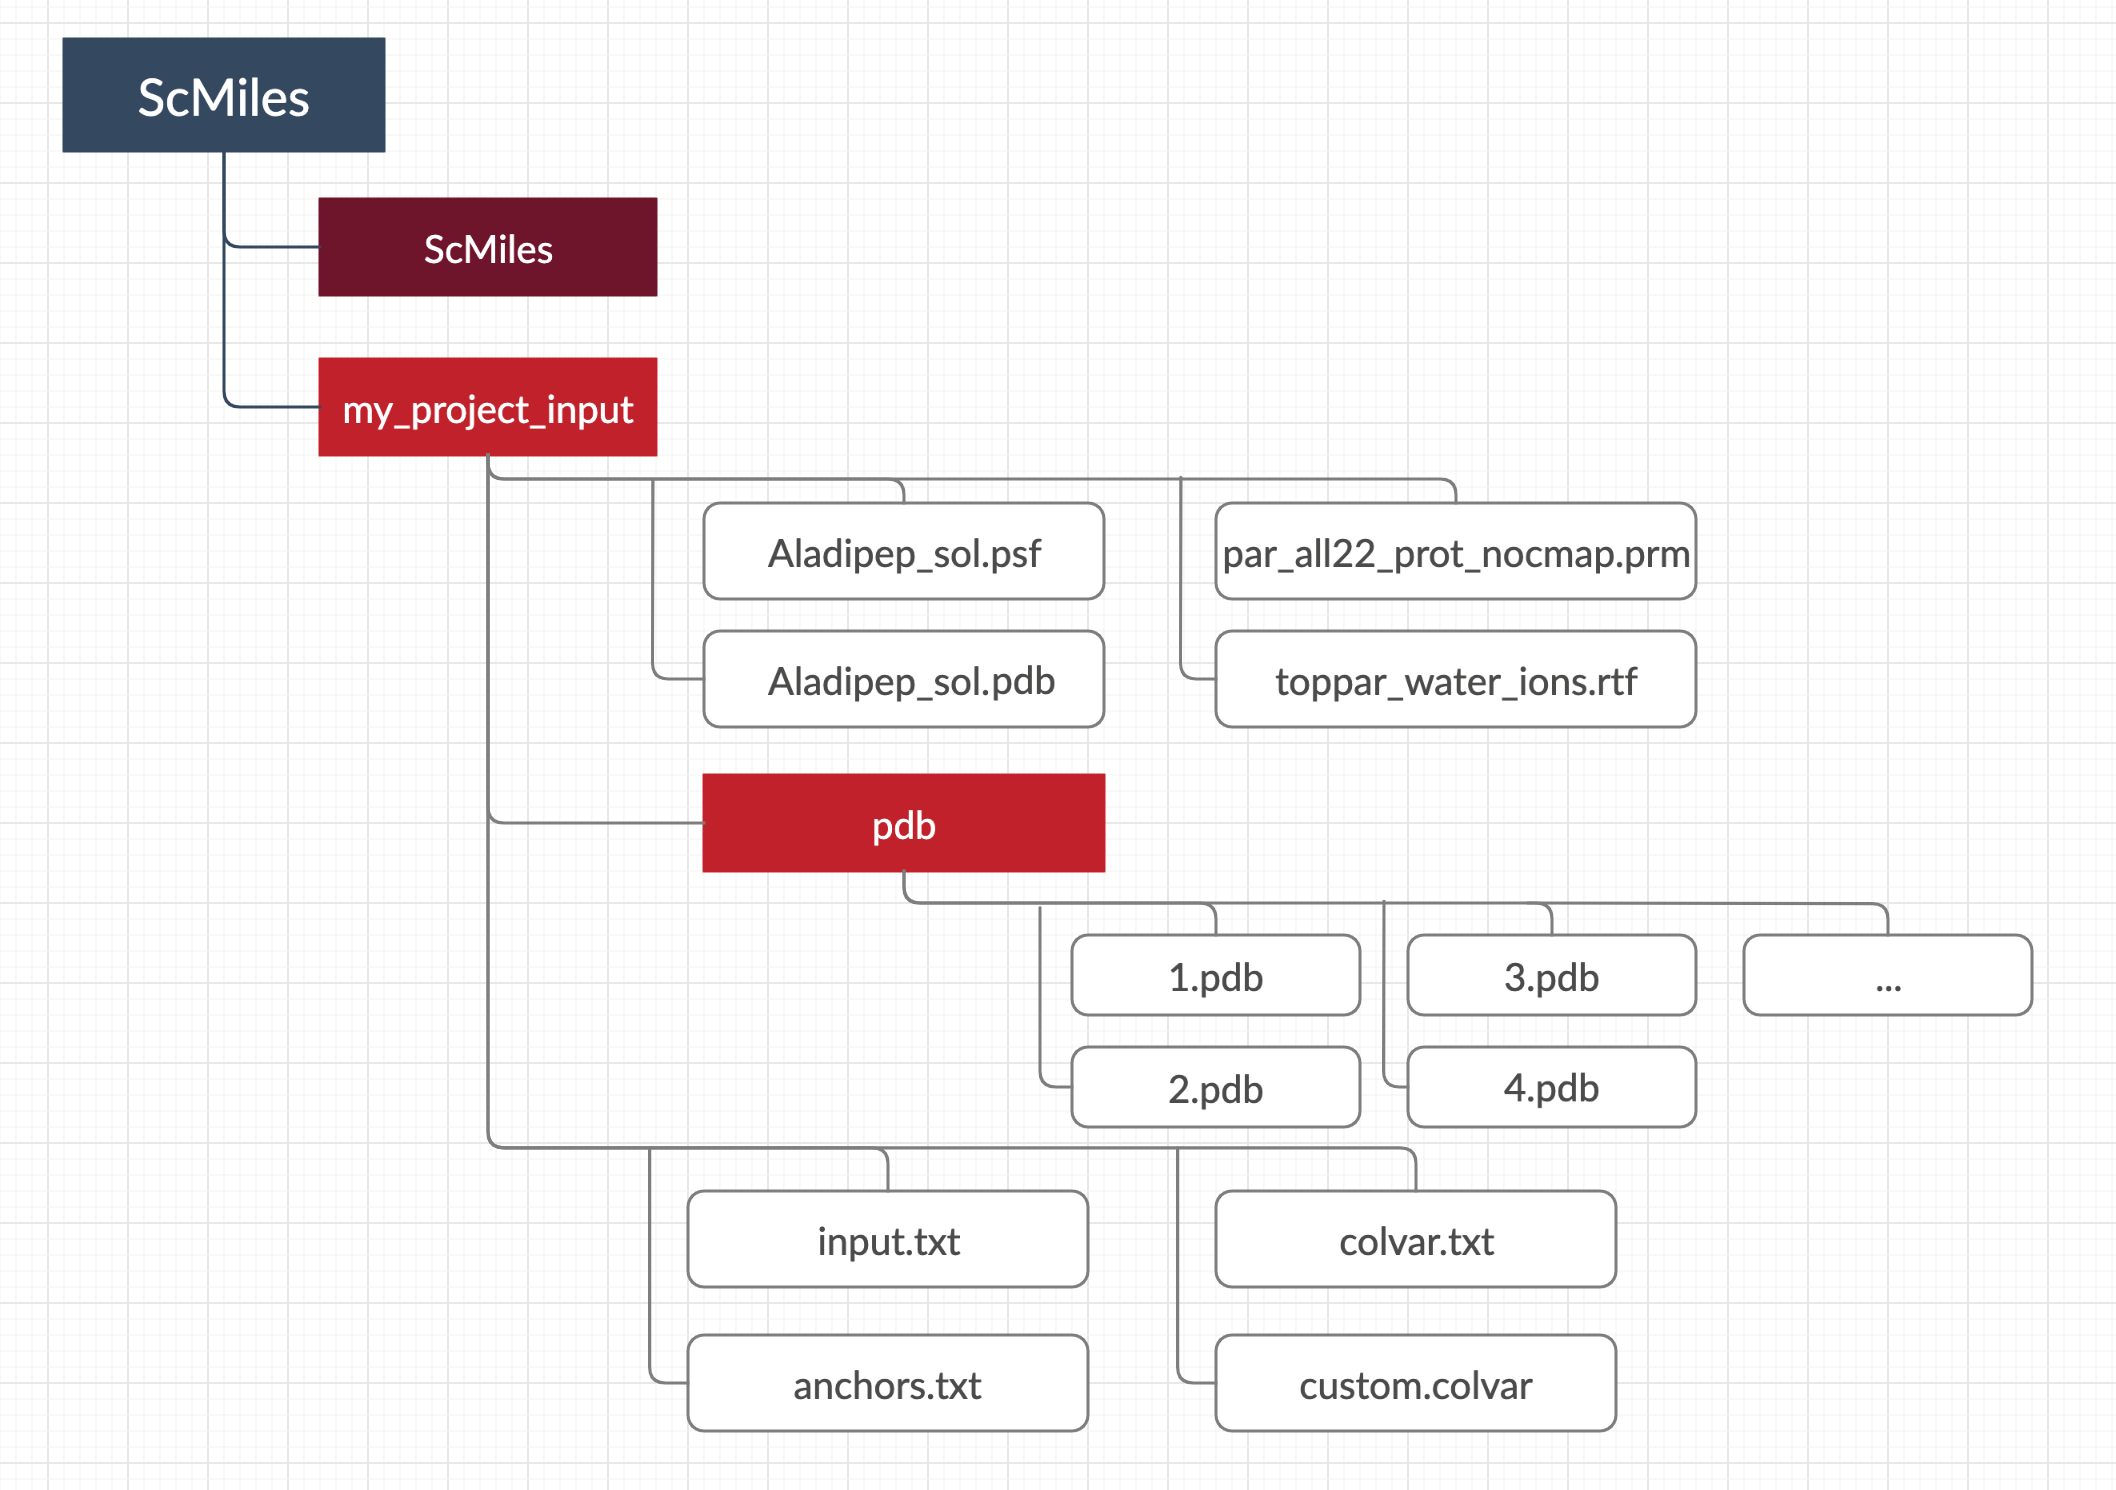 ScMiles
ScMiles
my_project_input
Aladipep_sol.psf
par_all22_prot_nocmap.prm
Aladipep_sol.pdb
toppar_water_ions.rtf
pdb
1.pdb
3.pdb
...
2.pdb
4.pdb
input.txt
colvar.txt
anchors.txt
custom.colvar